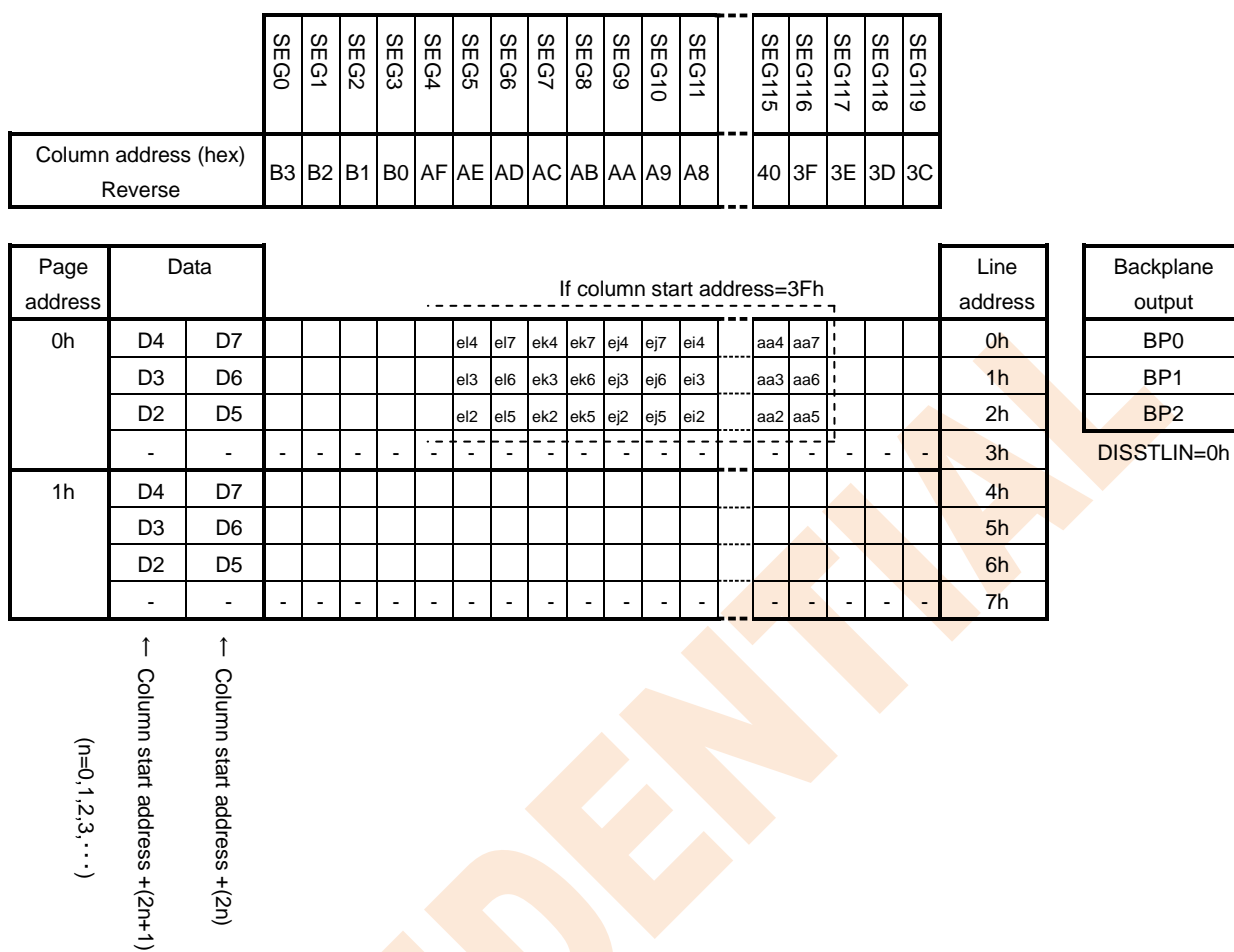 SEG0 SEG1 SEG2 SEG3 SEG4 SEG5 SEG6 SEG7 SEG8 SEG9 SEG10 SEG11 SEG115 SEG116 SEG117 SEG118 SEG119
Column address (hex)
Reverse
B3 B2 B1 B0 AF AE AD AC AB AA A9 A8 40 3F 3E 3D 3C
Page address Data If column start address=3Fh Line address Backplane output
0h D4 D7 el4 el7 ek4 ek7 ej4 ej7 ei4 aa4 aa7 0h BP0
D3 D6 el3 el6 ek3 ek6 ej3 ej6 ei3 aa3 aa6 1h BP1
D2 D5 el2 el5 ek2 ek5 ej2 ej5 ei2 aa2 aa5 2h BP2
- - - - - - - - - - - - - - - - - - - 3h DISSTLIN=0h
1h D4 D7 4h
D3 D6 5h
D2 D5 6h
- - - - - - - - - - - - - - - - - - - 7h
← Column start address +(2n)
← Column start address +(2n+1)
(n=0,1,2,3,···)
IDENTIAL